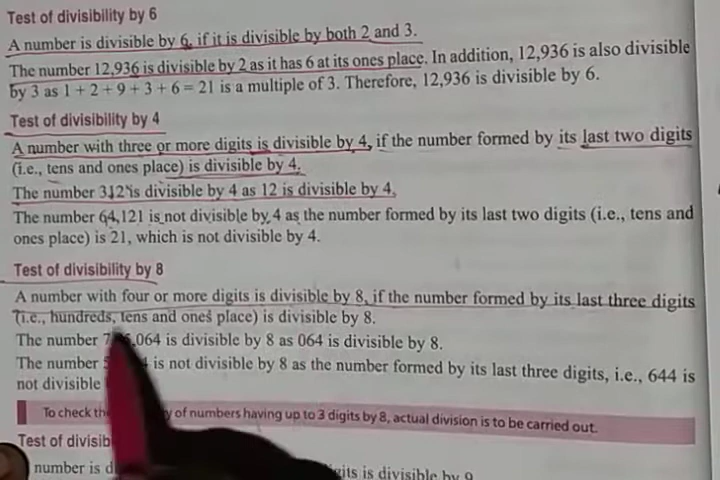 Test of divisibility by 6
A number is divisible by 6, if it is divisible by both 2 and 3.
The number 12,936 is divisible by 2 as it has 6 at its ones place. In addition, 12,936 is also divisible
by 3 as 1 + 2 + 9 + 3 + 6 = 21 is a multiple of 3. Therefore, 12,936 is divisible by 6.
Test of divisibility by 4
A number with three or more digits is divisible by 4, if the number formed by its last two digits
(i.e., tens and ones place) is divisible by 4.
The number 312 is divisible by 4 as 12 is divisible by 4.
The number 64,121 is not divisible by 4 as the number formed by its last two digits (i.e., tens and
ones place) is 21, which is not divisible by 4.
Test of divisibility by 8
A number with four or more digits is divisible by 8, if the number formed by its last three digits
(i.e., hundreds, tens and ones place) is divisible by 8.
The number is divisible by 8 as 064 is divisible by 8.
The number is not divisible by 8 as the number formed by its last three digits, i.e., 644 is
not divisible
To check of numbers having up to 3 digits by 8, actual division is to be carried out.
Test of
number is is divisible by 9